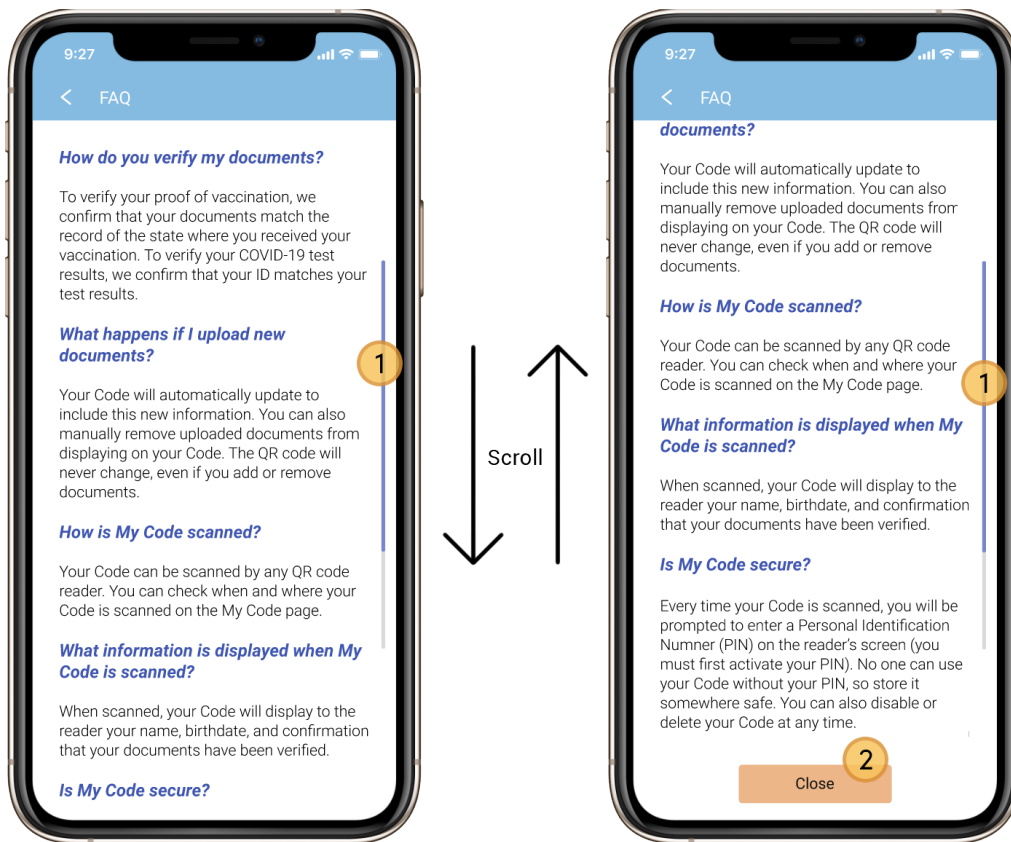 9:27
FAQ
How do you verify my documents?
To verify your proof of vaccination, we
confirm that your documents match the
record of the state where you received your
vaccination. To verify your COVID-19 test
results, we confirm that your ID matches your
test results.
What happens if I upload new
documents?
Your Code will automatically update to
include this new information. You can also
manually remove uploaded documents from
displaying on your Code. The QR code will
never change, even if you add or remove
documents.
How is My Code scanned?
Your Code can be scanned by any QR code
reader. You can check when and where your
Code is scanned on the My Code page.
What information is displayed when My
Code is scanned?
When scanned, your Code will display to the
reader your name, birthdate, and confirmation
that your documents have been verified.
Is My Code secure?
1
Scroll
9:27
FAQ
documents?
Your Code will automatically update to
include this new information. You can also
manually remove uploaded documents from
displaying on your Code. The QR code will
never change, even if you add or remove
documents.
How is My Code scanned?
Your Code can be scanned by any QR code
reader. You can check when and where your
Code is scanned on the My Code page.
What information is displayed when My
Code is scanned?
When scanned, your Code will display to the
reader your name, birthdate, and confirmation
that your documents have been verified.
Is My Code secure?
Every time your Code is scanned, you will be
prompted to enter a Personal Identification
Numner (PIN) on the reader's screen (you
must first activate your PIN). No one can use
your Code without your PIN, so store it
somewhere safe. You can also disable or
delete your Code at any time.
1
2
Close